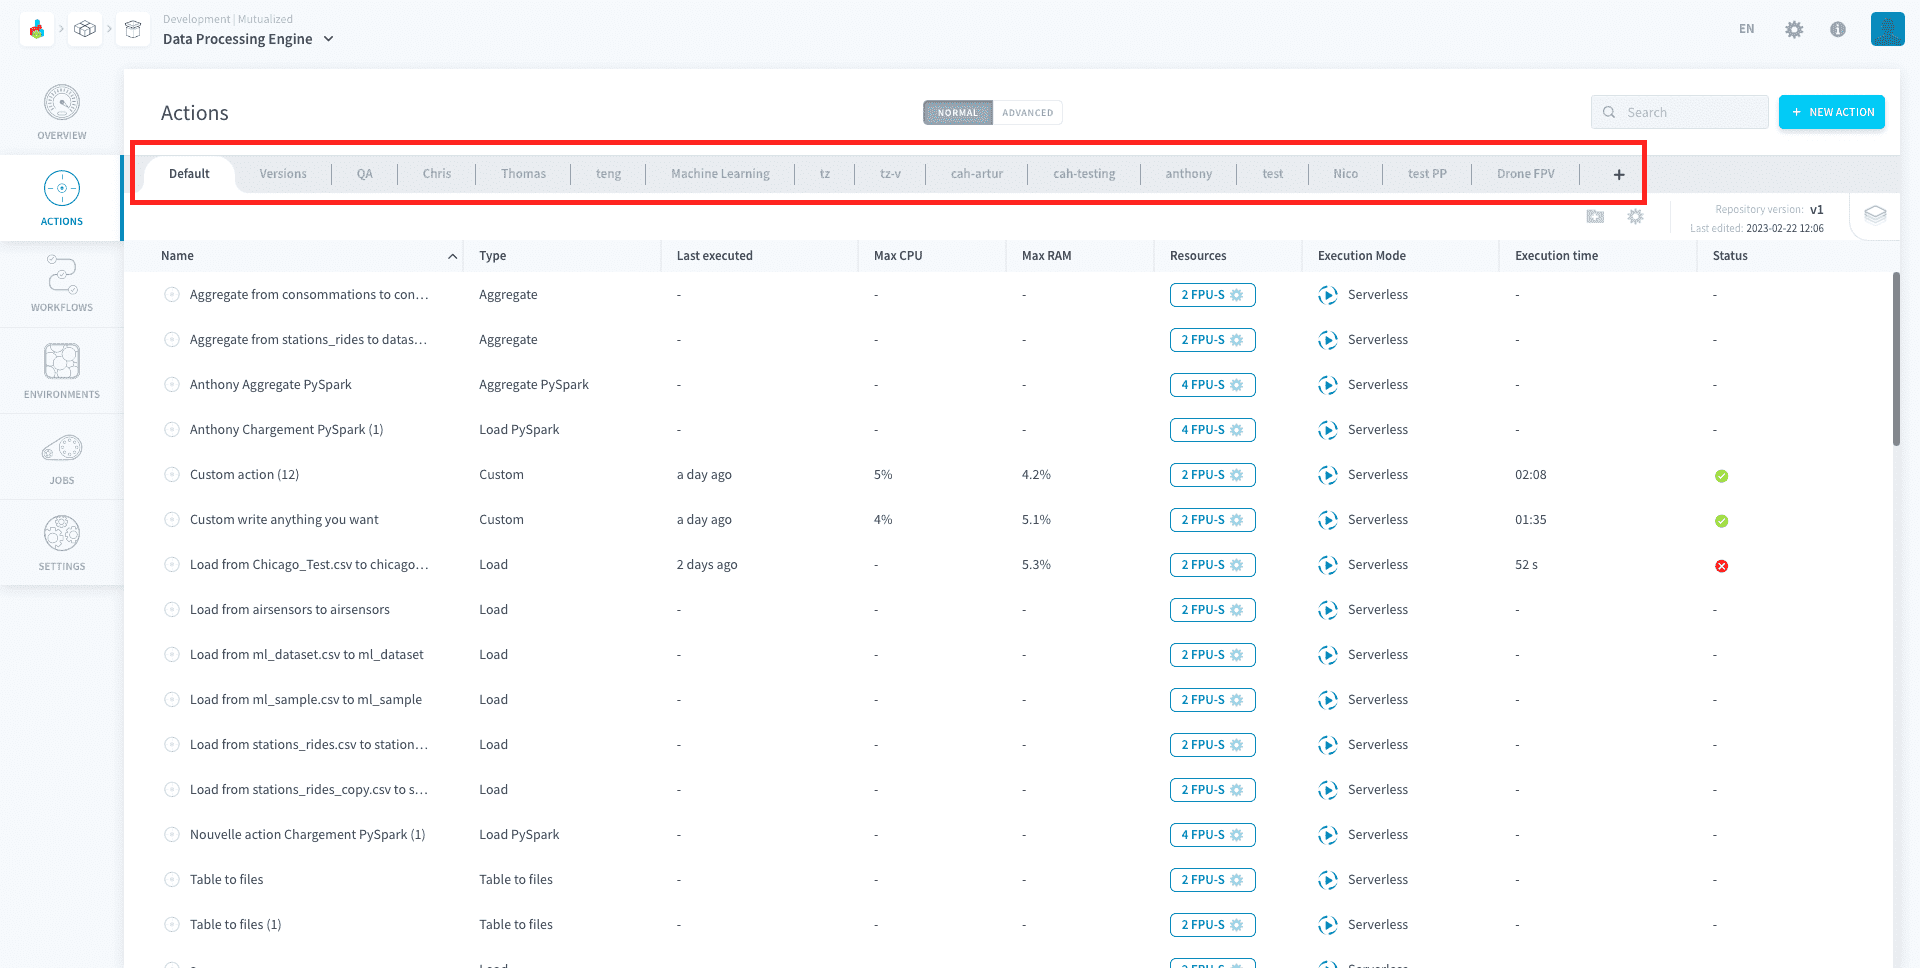 Development | Mutualized
Data Processing Engine
EN
OVERVIEW
ACTIONS
WORKFLOWS
ENVIRONMENTS
JOBS
SETTINGS
Actions
NORMAL ADVANCED
Search
+ NEW ACTION
Default Versions QA Chris Thomas teng Machine Learning tz tz-v cah-artur cah-testing anthony test Nico test PP Drone FPV +
Repository version: v1
Last edited: 2023-02-22 12:06
Name Type Last executed Max CPU Max RAM Resources Execution Mode Execution time Status
Aggregate from consommations to con... Aggregate - - - 2 FPU-S Serverless - -
Aggregate from stations_rides to datas... Aggregate - - - 2 FPU-S Serverless - -
Anthony Aggregate PySpark Aggregate PySpark - - - 4 FPU-S Serverless - -
Anthony Chargement PySpark (1) Load PySpark - - - 4 FPU-S Serverless - -
Custom action (12) Custom a day ago 5% 4.2% 2 FPU-S Serverless 02:08
Custom write anything you want Custom a day ago 4% 5.1% 2 FPU-S Serverless 01:35
Load from Chicago_Test.csv to chicago... Load 2 days ago - 5.3% 2 FPU-S Serverless 52 s
Load from airsensors to airsensors Load - - - 2 FPU-S Serverless - -
Load from ml_dataset.csv to ml_dataset Load - - - 2 FPU-S Serverless - -
Load from ml_sample.csv to ml_sample Load - - - 2 FPU-S Serverless - -
Load from stations_rides.csv to station... Load - - - 2 FPU-S Serverless - -
Load from stations_rides_copy.csv to s... Load - - - 2 FPU-S Serverless - -
Nouvelle action Chargement PySpark (1) Load PySpark - - - 4 FPU-S Serverless - -
Table to files Table to files - - - 2 FPU-S Serverless - -
Table to files (1) Table to files - - - 2 FPU-S Serverless - -